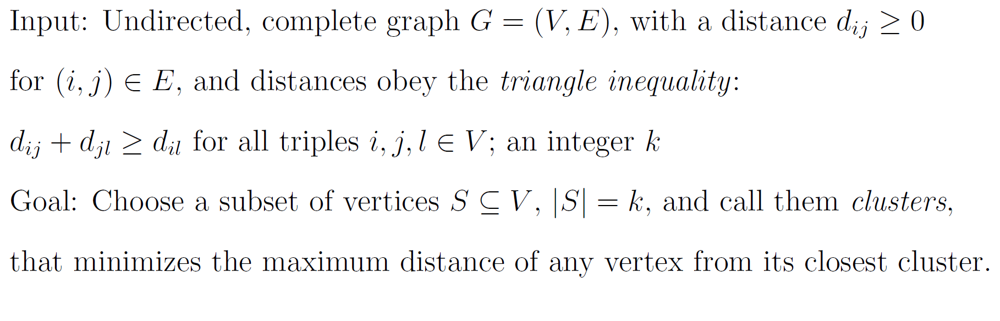 Input: Undirected, complete graph G = (V, E), with a distance d_{ij} ≥ 0
for (i, j) ∈ E, and distances obey the triangle inequality:
d_{ij} + d_{jl} ≥ d_{il} for all triples i, j, l ∈ V; an integer k
Goal: Choose a subset of vertices S ⊆ V, |S| = k, and call them clusters,
that minimizes the maximum distance of any vertex from its closest cluster.